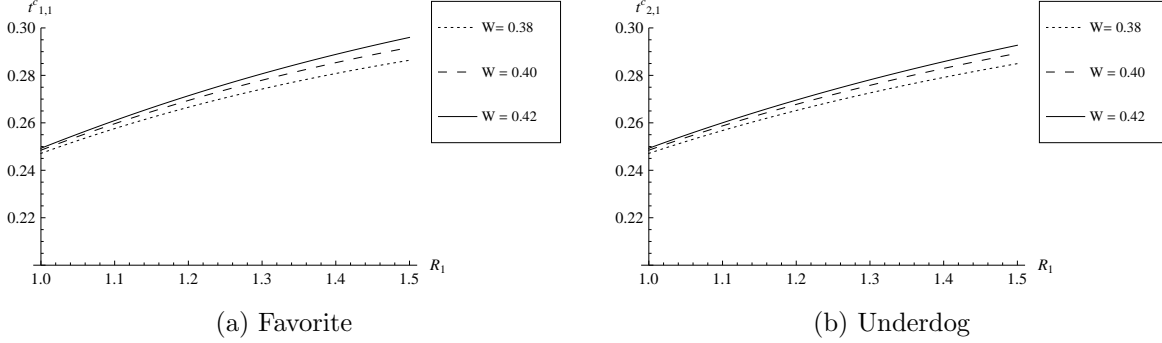 t^c_{1,1}
0.30
0.28
0.26
0.24
0.22
1.0 1.1 1.2 1.3 1.4 1.5
R_1
W= 0.38
W = 0.40
W = 0.42
(a) Favorite
t^c_{2,1}
0.30
0.28
0.26
0.24
0.22
1.0 1.1 1.2 1.3 1.4 1.5
R_1
W= 0.38
W = 0.40
W = 0.42
(b) Underdog